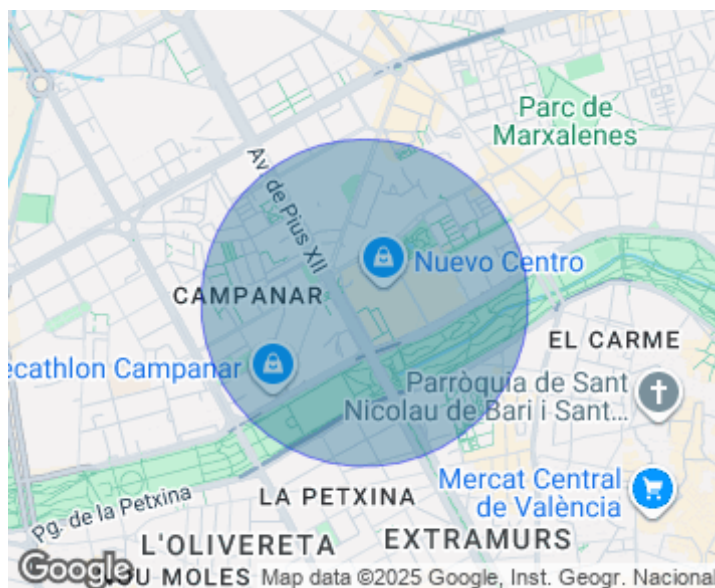 Parc de
Marxalenes
Av. de Pius XII
Nuevo Centro
CAMPANAR
EL CARME
ecathlon Campanar
Parròquia de Sant
Nicolau de Bari i Sant...
Mercat Central
de València
LA PETXINA
Pg. de la Petxina
L'OLIVERETA
EXTRAMURS
Google
OU MOLES
Map data ©2025 Google, Inst. Geogr. Nacional